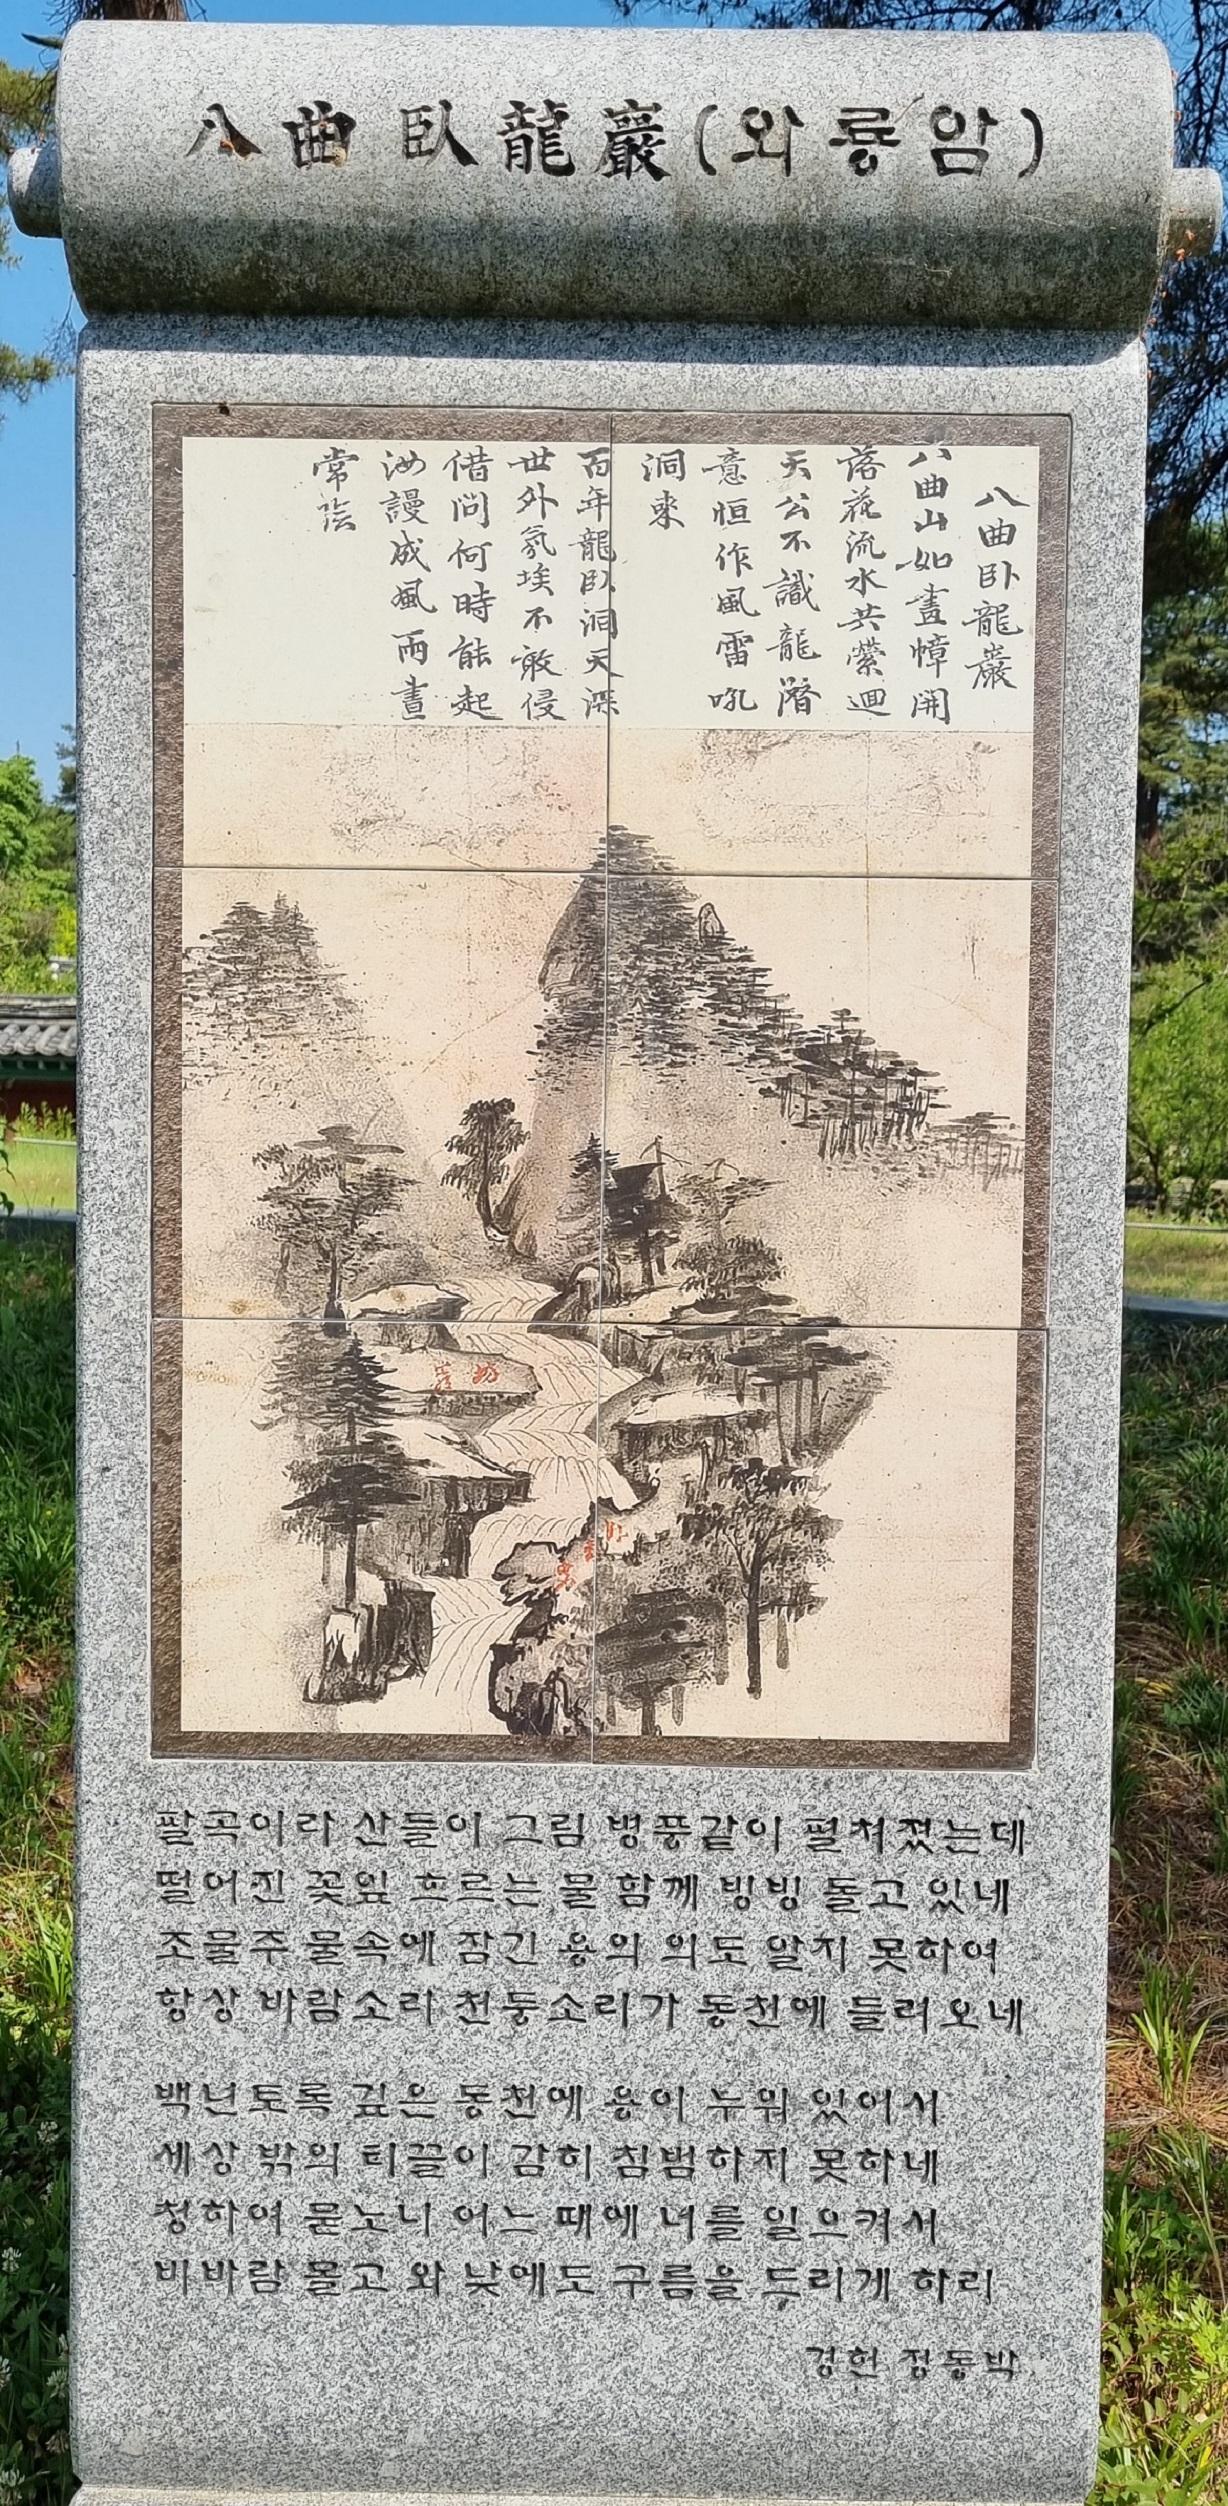 八曲 臥龍巖(와룡암)
八曲臥龍巖
八曲山如畫幛開
落花流水共縈迴
天公不識龍潛
意恒作風雷吼
洞來
百年龍臥洞天深
世外氛埃不敢侵
借問何時能起
汝謾成風雨晝
常陰
팔곡이라 산들이 그림 병풍같이 펼쳐졌는데
떨어진 꽃잎 흐르는 물 함께 빙빙 돌고 있네
조물주 물속에 잠긴 용의 의도 알지 못하여
항상 바람소라 천둥소리가 동천에 들려오네
백년토록 깊은 동천에 용이 누워 있어서
세상 밖의 티끌이 감히 침범하지 못하네
청하여 묻노니 어느 때에 너를 일으켜서
비바람 몰고 와 낮에도 구름을 드리게 하리
경헌 정동박